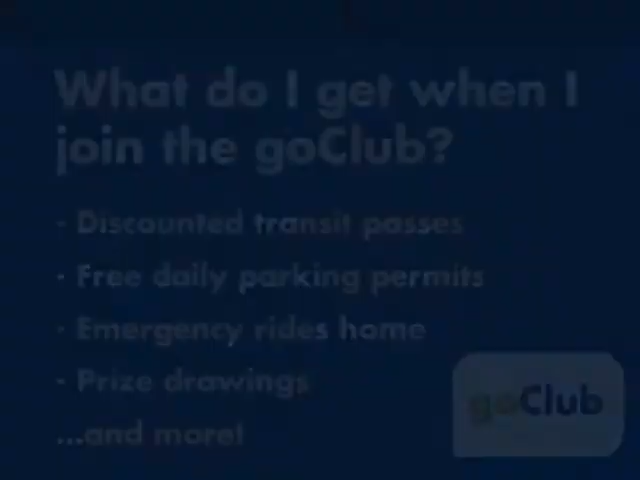 What do I get when I
join the goClub?
- Discounted transit passes
- Free daily parking permits
- Emergency rides home
- Prize drawings
...and more!
goClub